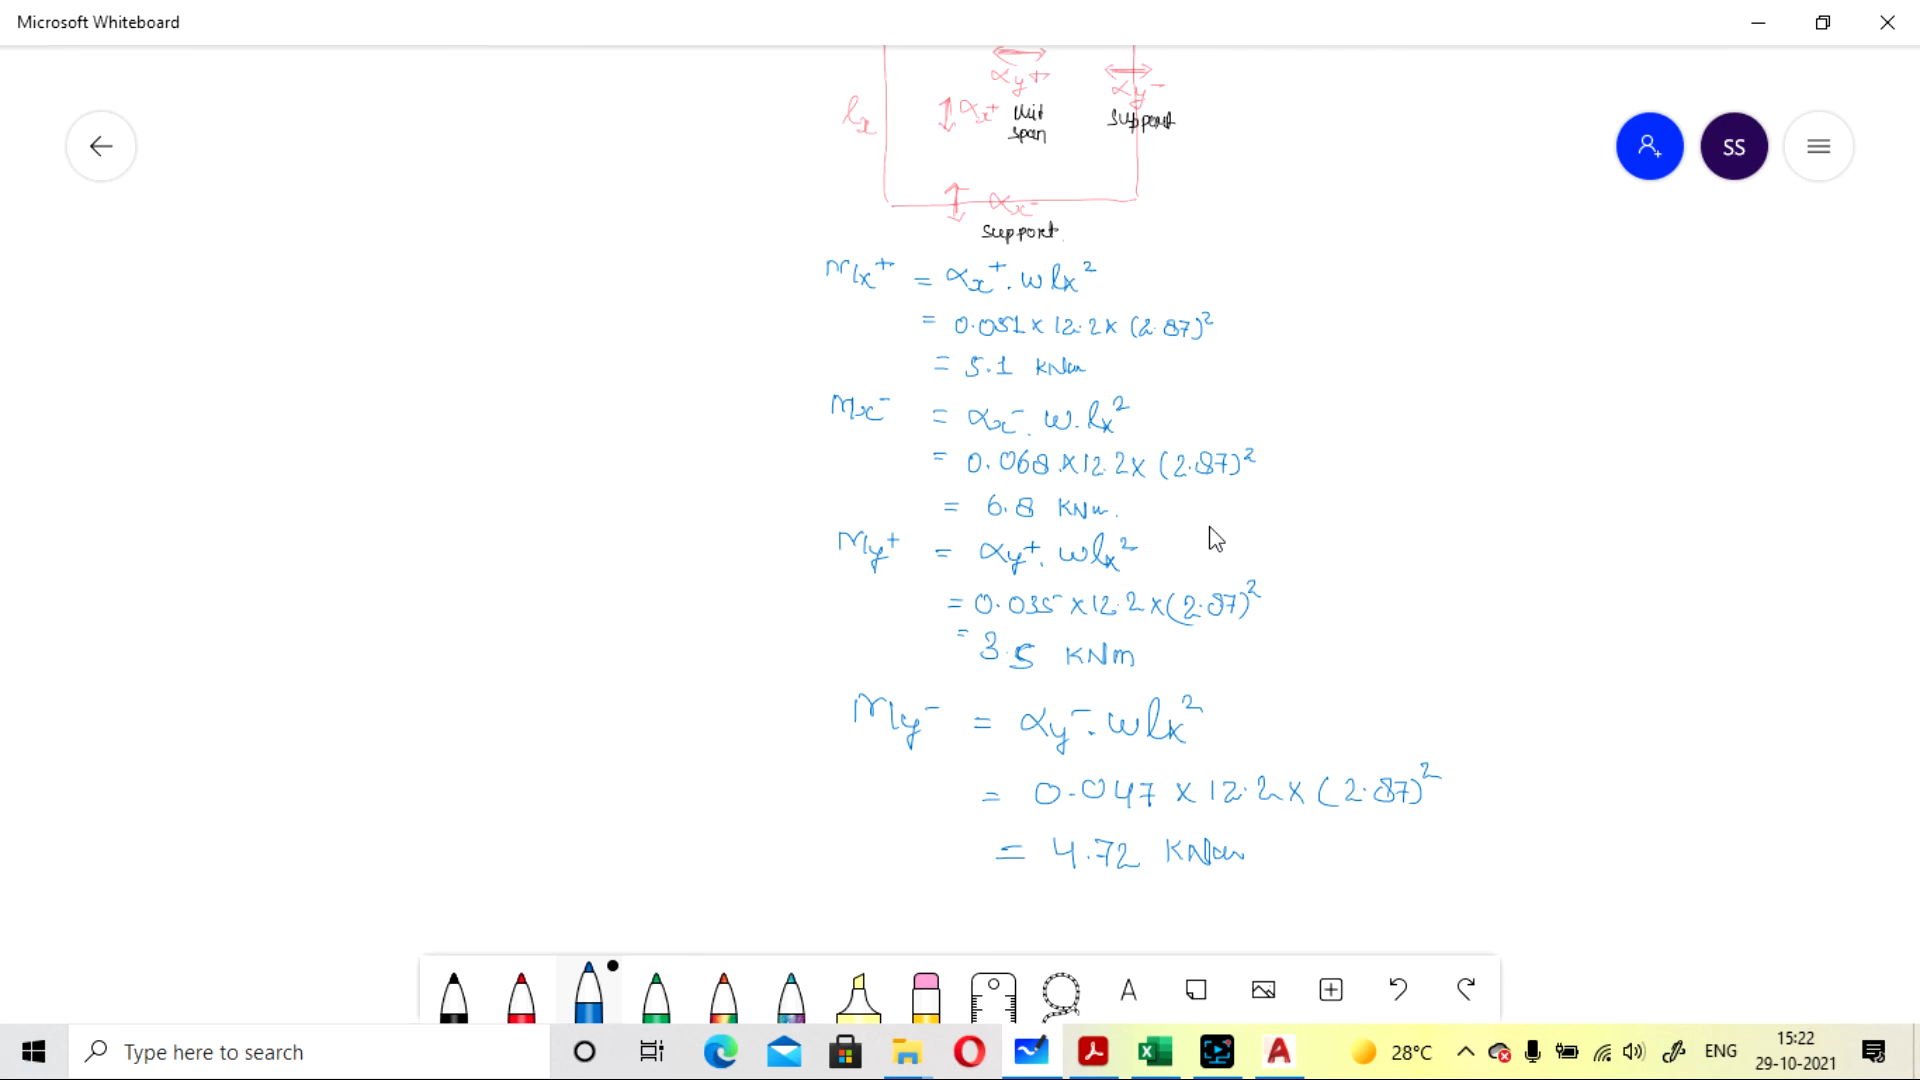 Microsoft Whiteboard
αy+
αy-
lx
αx+
Mid
span
support
αx-
support
SS
Mx+ = αx+. wlx²
= 0.051 × 12.2 × (2.87)²
= 5.1 KNm
Mx- = αx-. w. lx²
= 0.068 × 12.2 × (2.87)²
= 6.8 KNm.
My+ = αy+. wlx²
= 0.035 × 12.2 × (2.87)²
= 3.5 KNm
My- = αy-. wlx²
= 0.047 × 12.2 × (2.87)²
= 4.72 KNm
Type here to search
28°C
ENG
15:22
29-10-2021